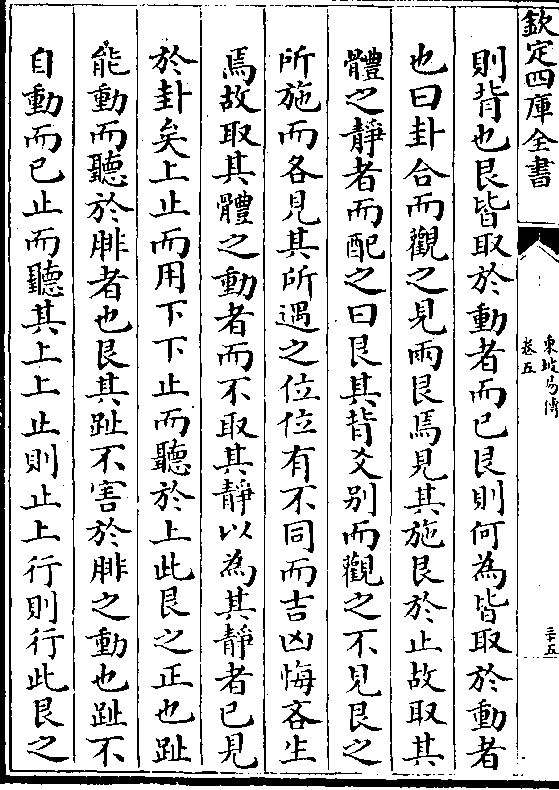 欽定四庫全書
東坡易傳
卷五
二十五
則背也艮皆取於動者而已艮則何為皆取於動者
也曰卦合而觀之見兩艮焉見其施艮於止故取其
體之靜者而配之曰艮其背爻别而觀之不見艮之
所施而各見其所遇之位位有不同而吉凶悔吝生
焉故取其體之動者而不取其靜以為其靜者已見
於卦矣上止而用下下止而聽於上此艮之正也趾
能動而聽於腓者也艮其趾不害於腓之動也趾不
自動而已止而聽其上上止則止上行則行此艮之